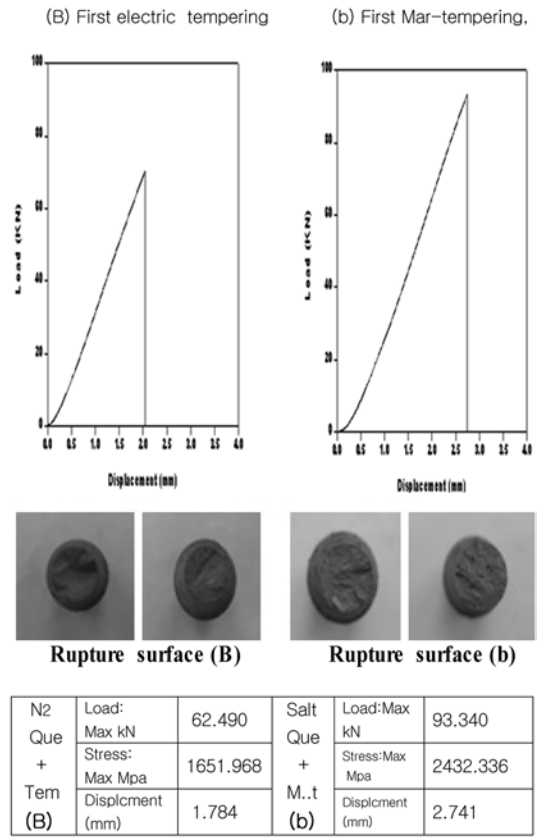 (B) First electric tempering
(b) First Mar-tempering.
100
80
60
40
20
0
Load (KN)
0.0 0.5 1.0 1.5 2.0 2.5 3.0 3.5 4.0
Displacement (mm)
100
80
60
40
20
0
Load (KN)
0.0 0.5 1.0 1.5 2.0 2.5 3.0 3.5 4.0
Displacement (mm)
Rupture surface (B)
Rupture surface (b)
N2
Que
+
Tem
(B)
Load:
Max kN
62.490
Stress:
Max Mpa
1651.968
Displcment
(mm)
1.784
Salt
Que
+
M..t
(b)
Load:Max
kN
93.340
Stress:Max
Mpa
2432.336
Displcment
(mm)
2.741